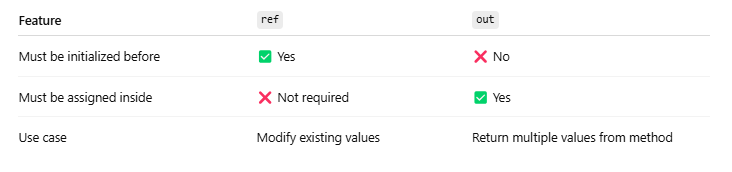 Feature ref out
Must be initialized before ✅ Yes ❌ No
Must be assigned inside ❌ Not required ✅ Yes
Use case Modify existing values Return multiple values from method